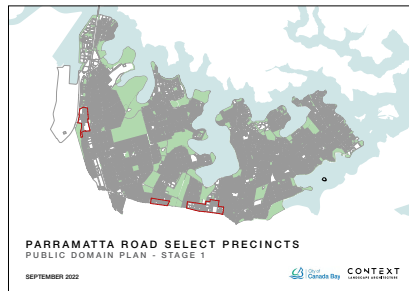 PARRAMATTA ROAD SELECT PRECINCTS
PUBLIC DOMAIN PLAN - STAGE 1
SEPTEMBER 2022
City of
Canada Bay
CONTEXT
LANDSCAPE ARCHITECTURE